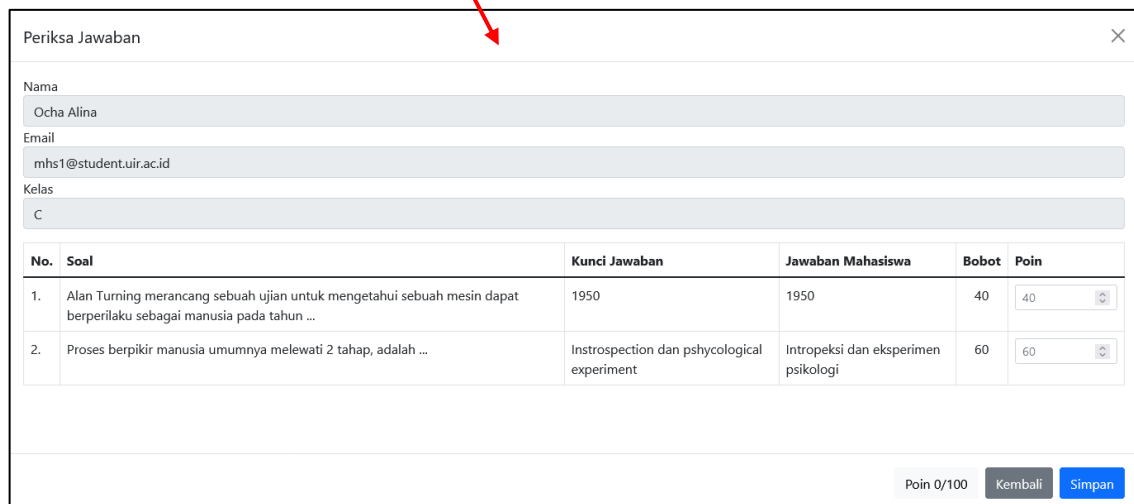 Periksa Jawaban
Nama
Ocha Alina
Email
mhs1@student.uir.ac.id
Kelas
C
No. Soal Kunci Jawaban Jawaban Mahasiswa Bobot Poin
1. Alan Turning merancang sebuah ujian untuk mengetahui sebuah mesin dapat 1950 1950 40 40
berperilaku sebagai manusia pada tahun ...
2. Proses berpikir manusia umumnya melewati 2 tahap, adalah ... Instrospection dan pshycological Intropeksi dan eksperimen 60 60
experiment psikologi
Poin 0/100 Kembali Simpan